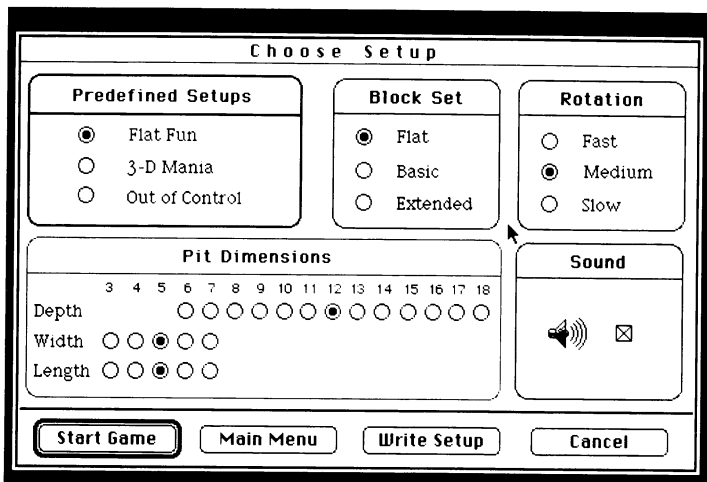 Choose Setup
Predefined Setups
Flat Fun
3-D Mania
Out of Control
Block Set
Flat
Basic
Extended
Rotation
Fast
Medium
Slow
Pit Dimensions
3 4 5 6 7 8 9 10 11 12 13 14 15 16 17 18
Depth
Width
Length
Sound
Start Game
Main Menu
Write Setup
Cancel